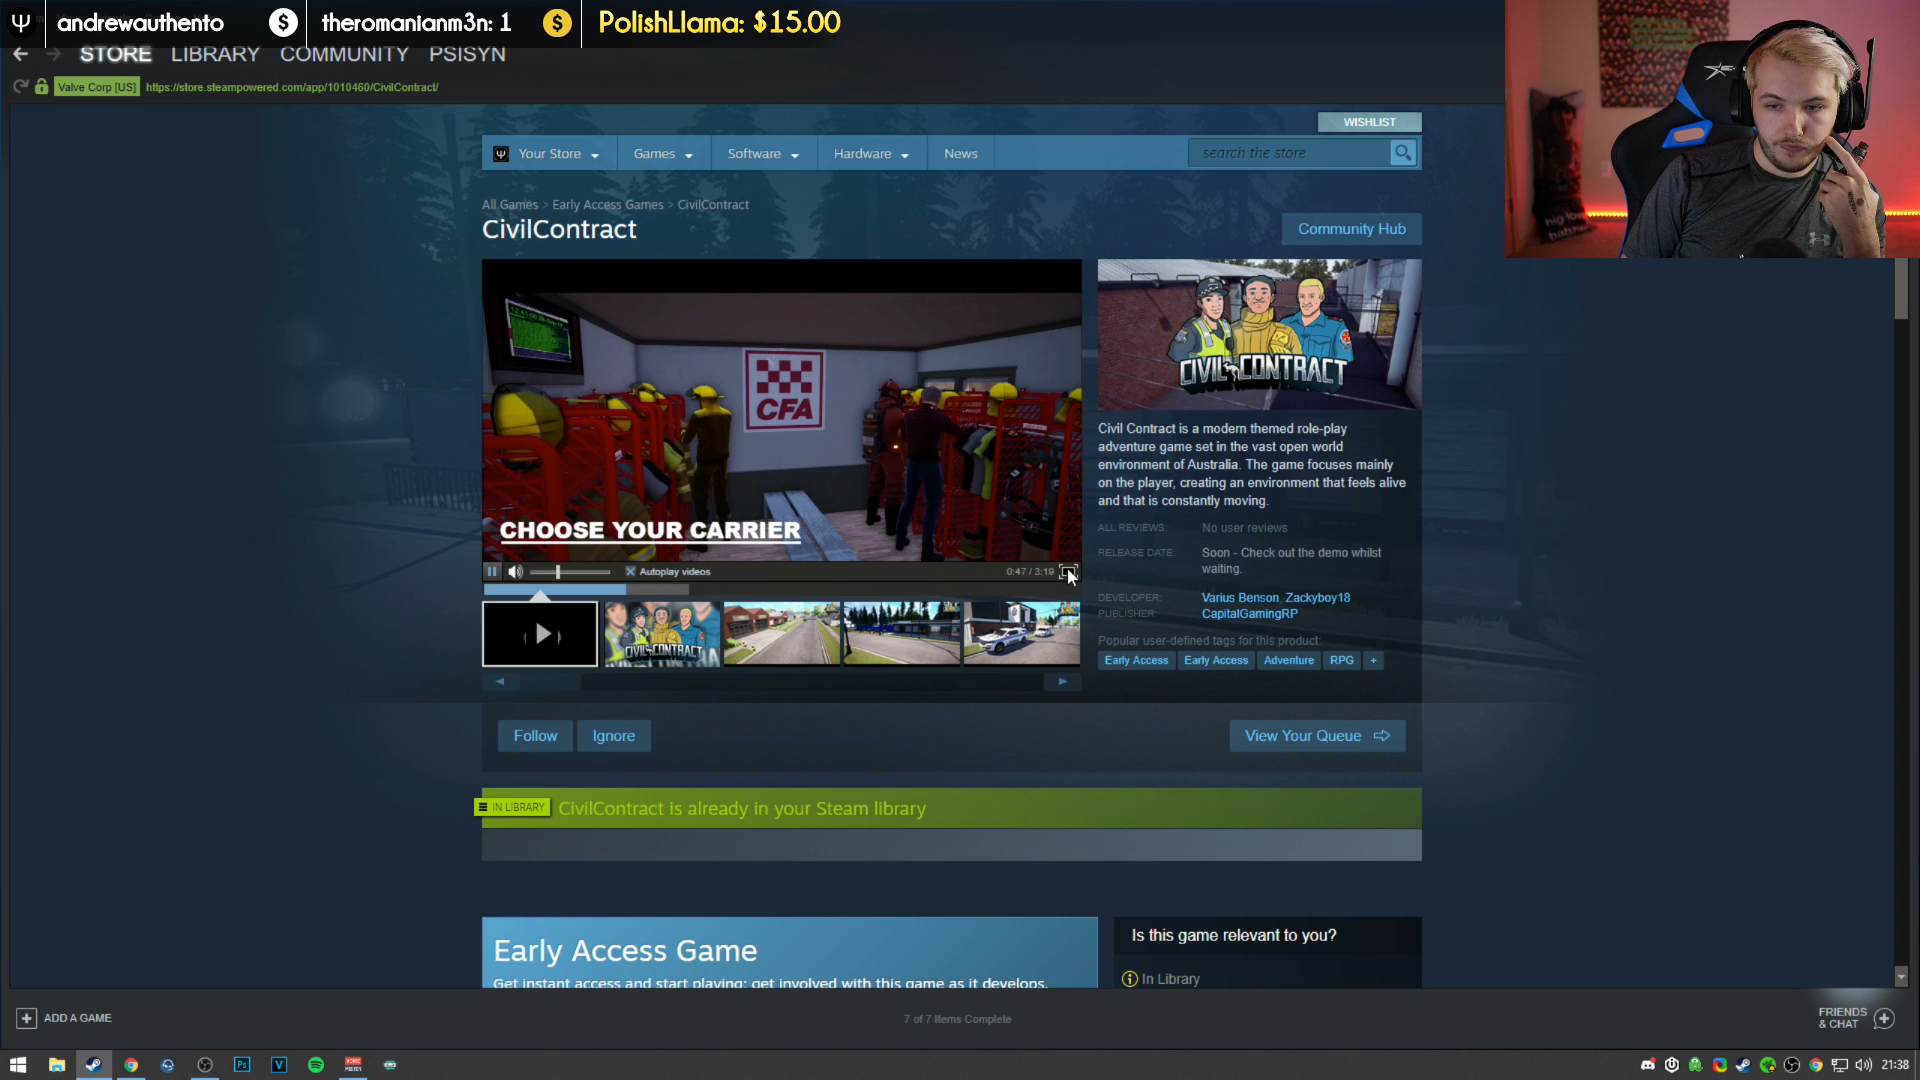 andrewauthento
theromanianm3n: 1
PolishLlama: $15.00
STORE LIBRARY COMMUNITY PSISYN
Valve Corp [US] https://store.steampowered.com/app/1010460/CivilContract/
WISHLIST
Your Store Games Software Hardware News
search the store
All Games > Early Access Games > CivilContract
CivilContract
Community Hub
CFA
CHOOSE YOUR CARRIER
Autoplay videos
0:47 / 3:19
CIVIL CONTRACT
Civil Contract is a modern themed role-play
adventure game set in the vast open world
environment of Australia. The game focuses mainly
on the player, creating an environment that feels alive
and that is constantly moving.
ALL REVIEWS: No user reviews
RELEASE DATE: Soon - Check out the demo whilst
waiting.
DEVELOPER: Varius Benson, Zackyboy18
PUBLISHER: CapitalGamingRP
Popular user-defined tags for this product:
Early Access Early Access Adventure RPG +
CIVIL CONTRACT
Follow Ignore
View Your Queue
IN LIBRARY
CivilContract is already in your Steam library
Early Access Game
Get instant access and start playing; get involved with this game as it develops.
Is this game relevant to you?
In Library
ADD A GAME
7 of 7 Items Complete
FRIENDS
& CHAT
Ps
V
21:38